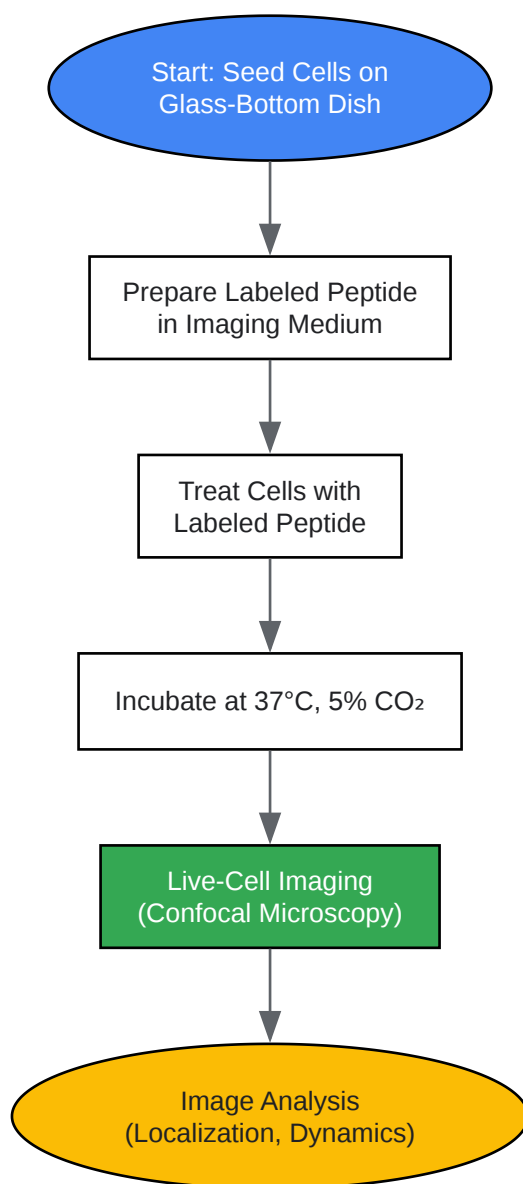 Start: Seed Cells on
Glass-Bottom Dish
Prepare Labeled Peptide
in Imaging Medium
Treat Cells with
Labeled Peptide
Incubate at 37°C, 5% CO₂
Live-Cell Imaging
(Confocal Microscopy)
Image Analysis
(Localization, Dynamics)